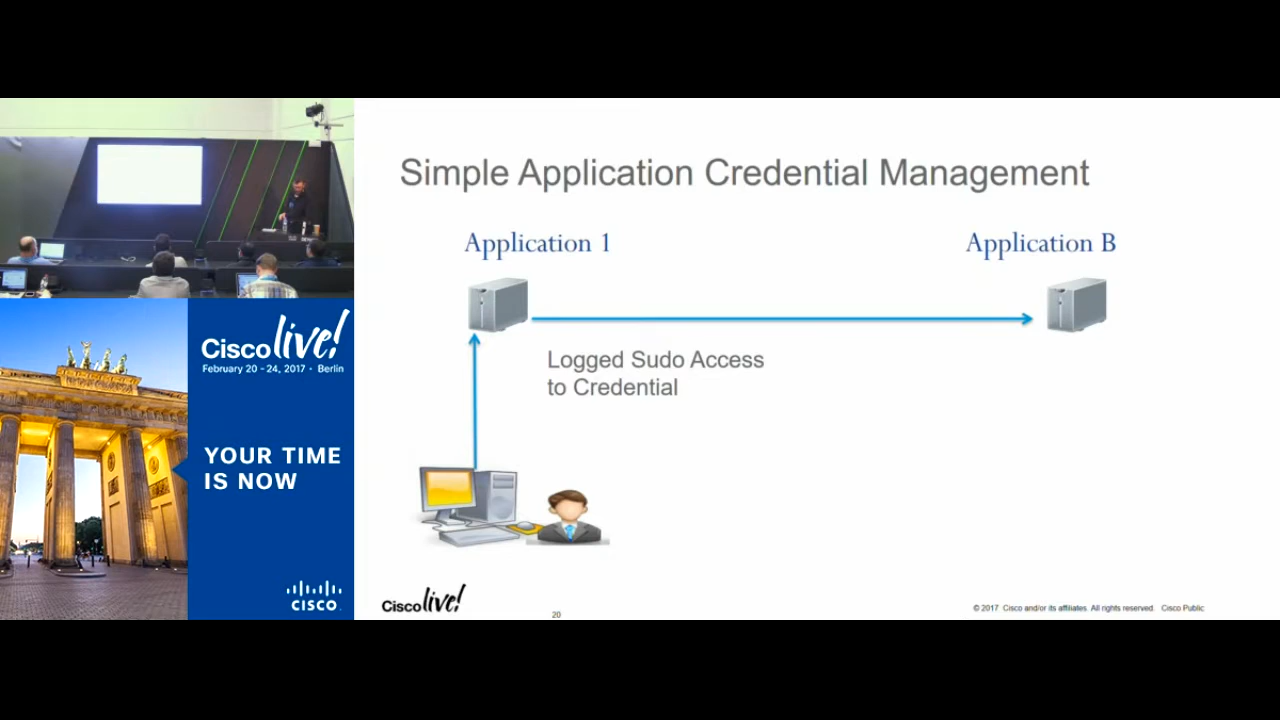 Simple Application Credential Management
Application 1
Application B
Logged Sudo Access
to Credential
Cisco live!
February 20 - 24, 2017 • Berlin
YOUR TIME
IS NOW
CISCO
Cisco live!
20
© 2017 Cisco and/or its affiliates. All rights reserved. Cisco Public